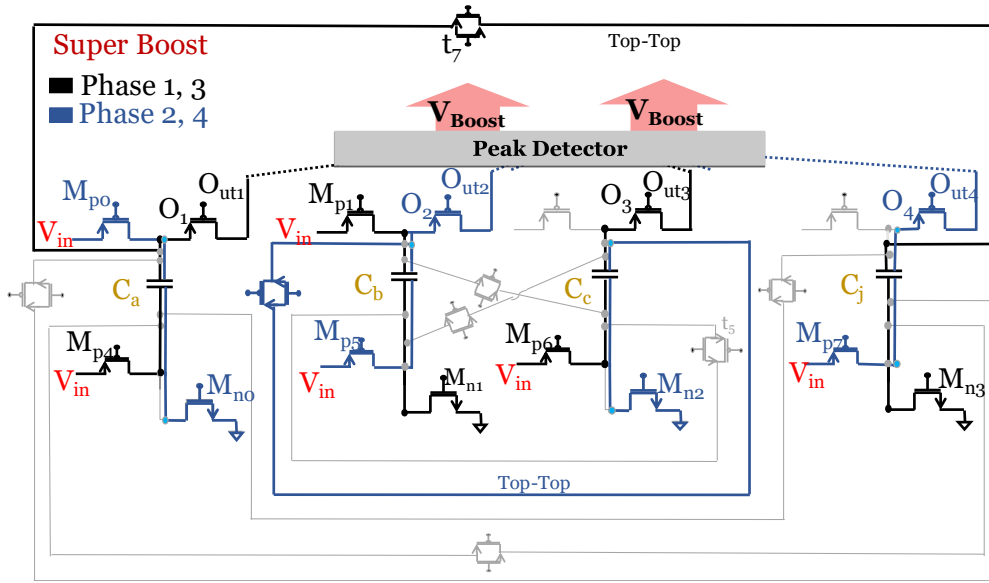 t7
Top-Top
Super Boost
Phase 1, 3
Phase 2, 4
VBoost
VBoost
Peak Detector
Mp0
O1
Out1
Mp1
O2
Out2
O3
Out3
O4
Out4
Vin
Vin
Ca
Cb
Cc
Cj
Mp4
Mp5
Mp6
t5
Mp7
Vin
Vin
Vin
Vin
Mn0
Mn1
Mn2
Mn3
Top-Top